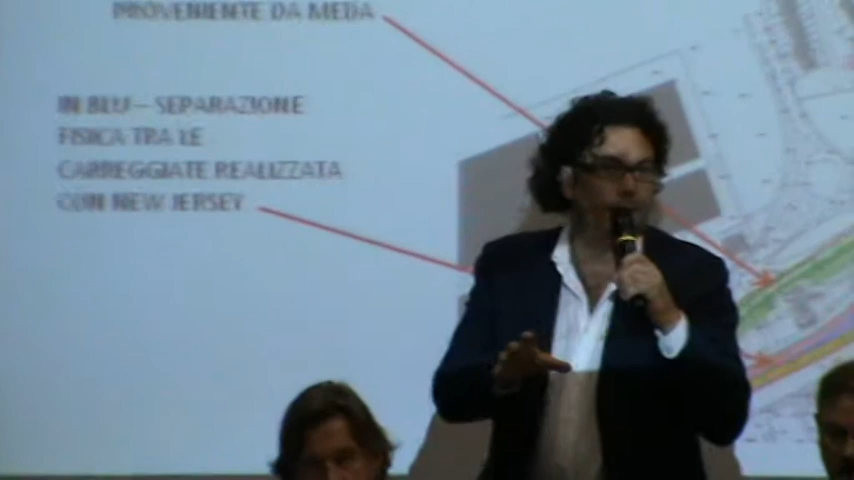 PROVENIENTE DA MEDA
IN BLU – SEPARAZIONE
FISICA TRA LE
CARREGGIATE REALIZZATA
CON NEW JERSEY